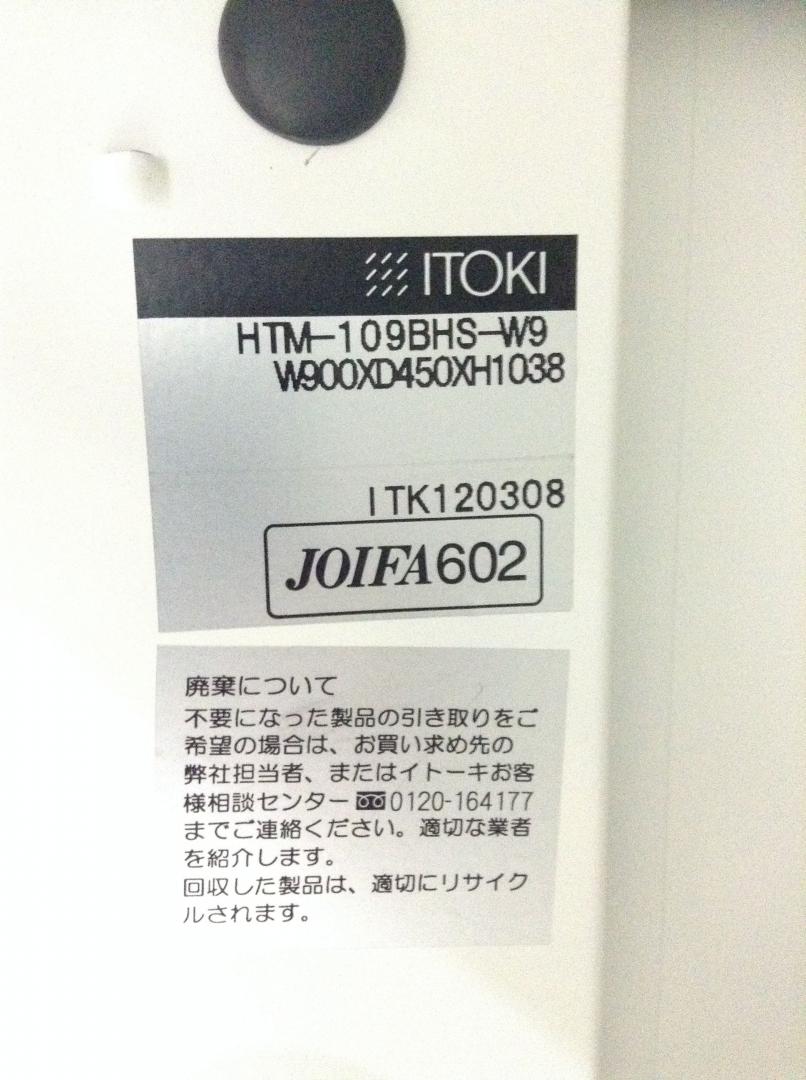 ITOKI
HTM-109BHS-W9
W900XD450XH1038
ITK120308
JOIFA602
廃棄について
不要になった製品の引き取りをご
希望の場合は、お買い求め先の
弊社担当者、またはイトーキお客
様相談センター 0120-164177
までご連絡ください。適切な業者
を紹介します。
回収した製品は、適切にリサイク
ルされます。